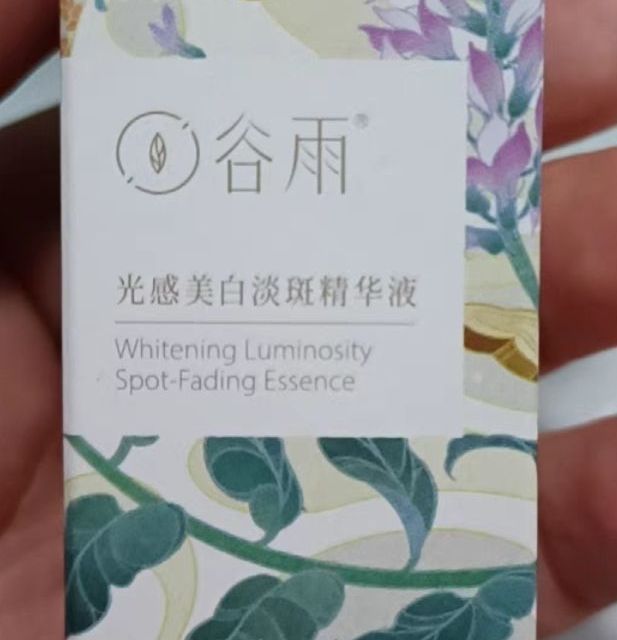 谷雨®
光感美白淡斑精华液
Whitening Luminosity
Spot-Fading Essence